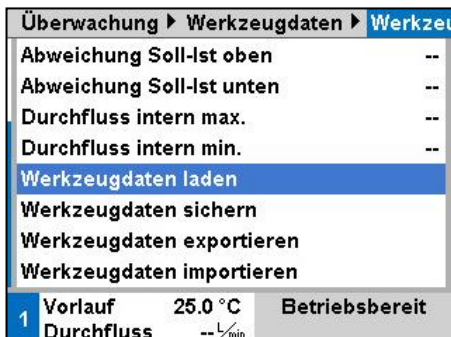 Überwachung ▶ Werkzeugdaten ▶ Werkzeu
Abweichung Soll-Ist oben --
Abweichung Soll-Ist unten --
Durchfluss intern max. --
Durchfluss intern min. --
Werkzeugdaten laden
Werkzeugdaten sichern
Werkzeugdaten exportieren
Werkzeugdaten importieren
1 Vorlauf 25.0 °C Betriebsbereit
Durchfluss -- L/min